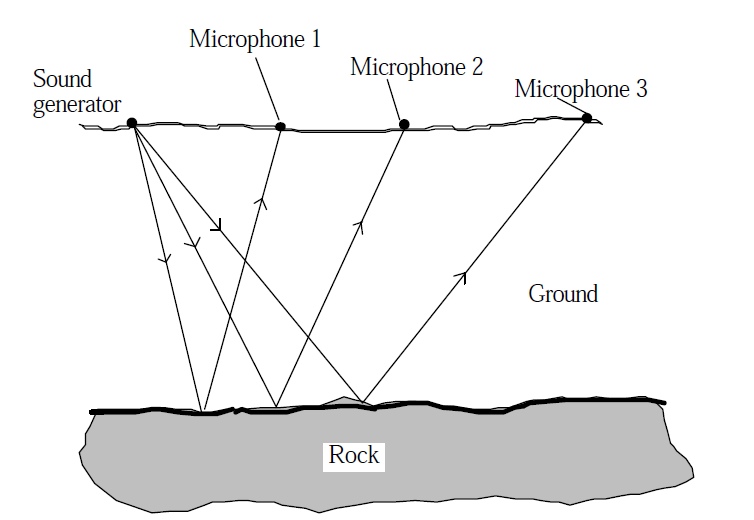 Microphone 1
Microphone 2
Sound
generator
Microphone 3
Ground
Rock